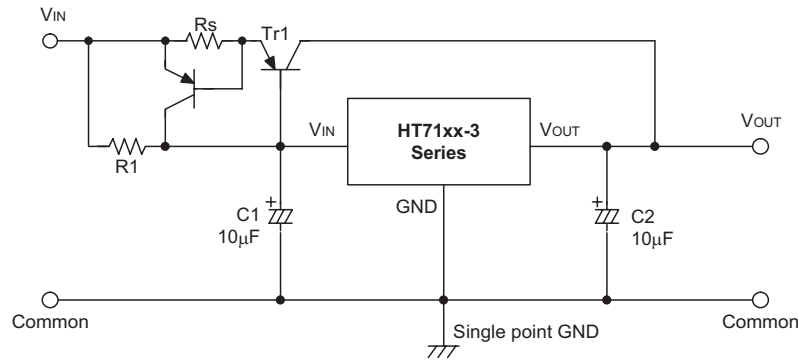 VIN
Rs
Tr1
R1
VIN
HT71xx-3
Series
VOUT
VOUT
GND
C1
10μF
C2
10μF
Common
Single point GND
Common